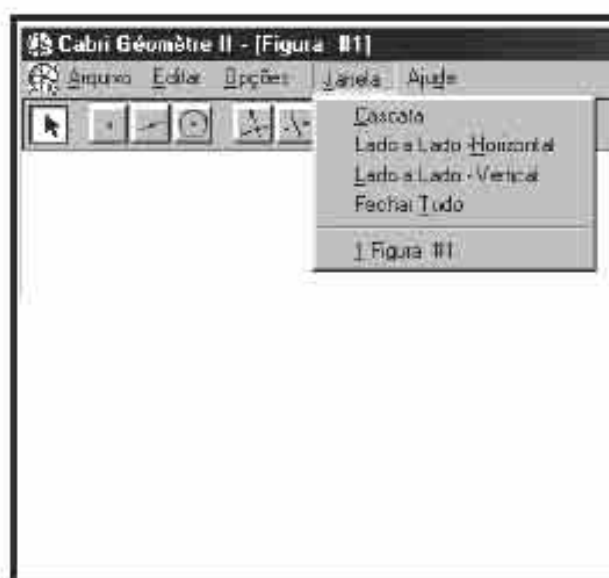 Cabri Géomètre II - [Figura #1]
Arquivo Editar Opções Janela Ajuda
Cascata
Lado a Lado -Horizontal
Lado a Lado - Vertical
Fechar Tudo
1 Figura #1